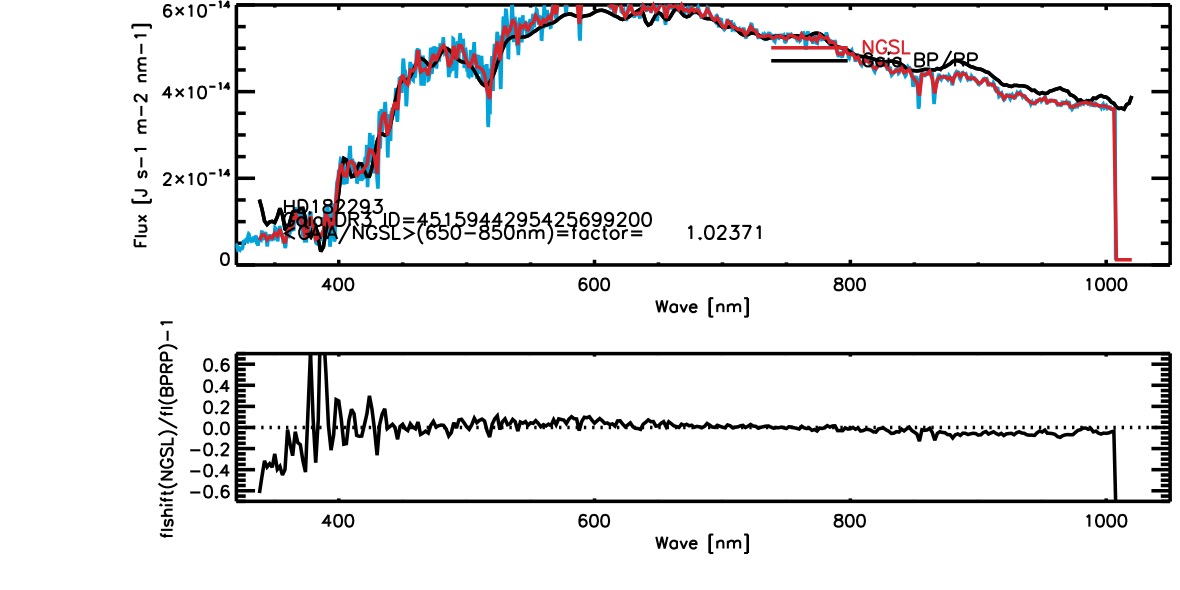 6×10⁻¹⁴
4×10⁻¹⁴
2×10⁻¹⁴
0
Flux [J s−1 m−2 nm−1]
NGSL
Gaia BP/RP
HD182293
Gaia DR3 ID=4515944295425699200
<GAIA/NGSL>(650−850nm)=factor= 1.02371
400 600 800 1000
Wave [nm]
flshift(NGSL)/fl(BPRP)−1
0.6
0.4
0.2
0.0
−0.2
−0.4
−0.6
400 600 800 1000
Wave [nm]